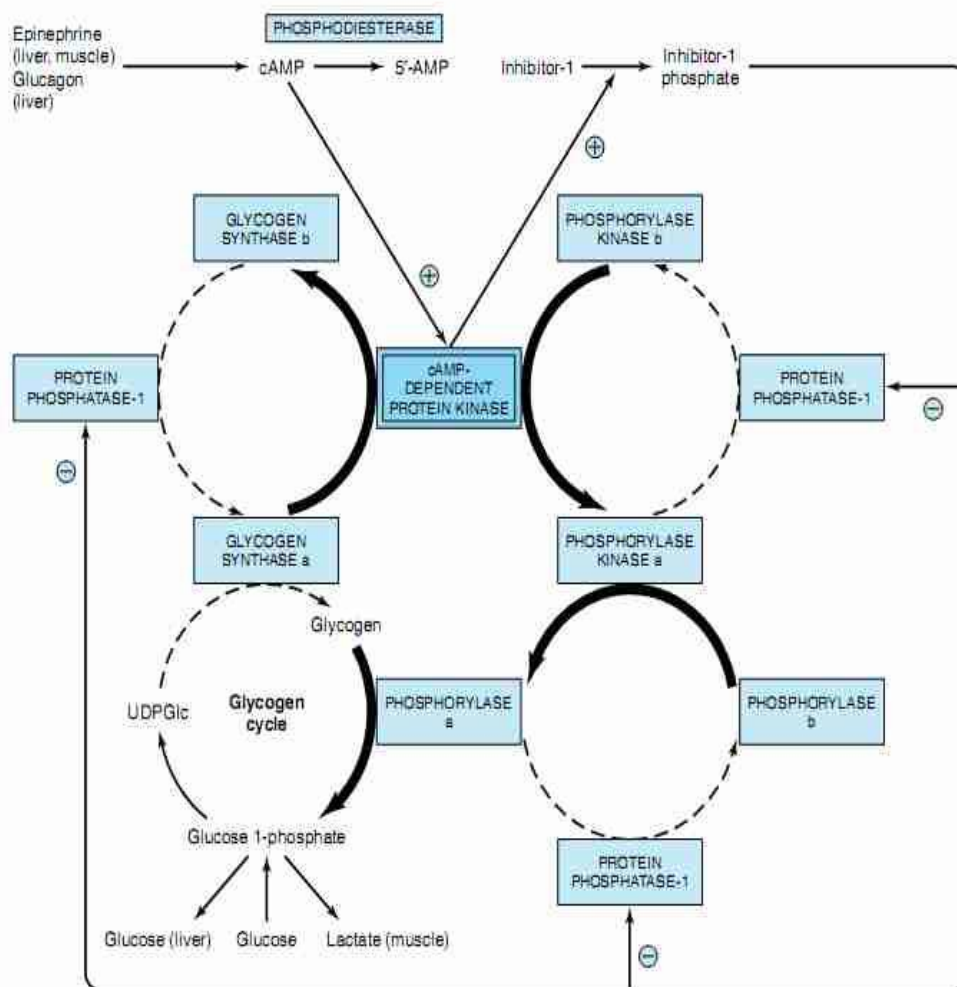 PHOSPHODIESTERASE
Epinephrine
(liver, muscle)
Glucagon
(liver)
cAMP
5′-AMP
Inhibitor-1
Inhibitor-1
phosphate
+
GLYCOGEN
SYNTHASE b
PHOSPHORYLASE
KINASE b
+
PROTEIN
PHOSPHATASE-1
cAMP-
DEPENDENT
PROTEIN KINASE
PROTEIN
PHOSPHATASE-1
−
−
GLYCOGEN
SYNTHASE a
PHOSPHORYLASE
KINASE a
Glycogen
UDPGlc
Glycogen
cycle
PHOSPHORYLASE
a
PHOSPHORYLASE
b
Glucose 1-phosphate
PROTEIN
PHOSPHATASE-1
Glucose (liver)
Glucose
Lactate (muscle)
−